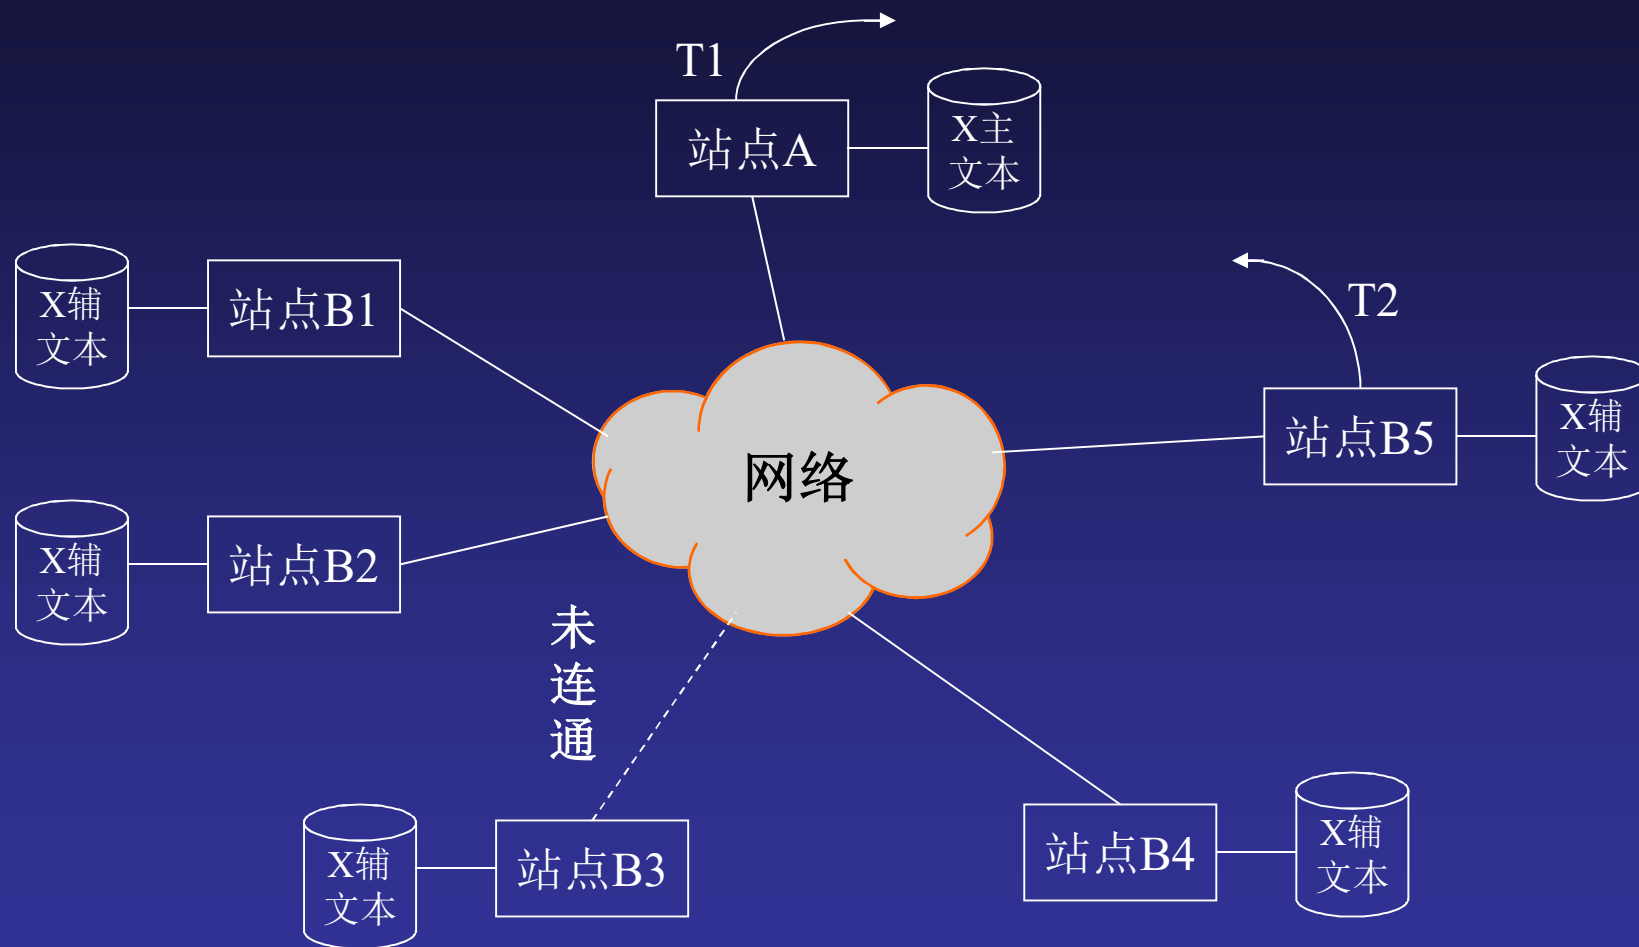 T1
站点A
X主
文本
X辅
文本
站点B1
T2
站点B5
X辅
文本
网络
X辅
文本
站点B2
未
连
通
X辅
文本
站点B3
站点B4
X辅
文本